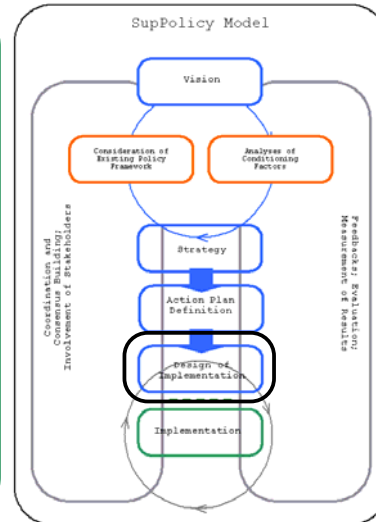 SupPolicy Model
Vision
Consideration of
Existing Policy
Framework
Analyses of
Conditioning
Factors
Coordination and
Consensus Building;
Involvement of Stakeholders
Feedbacks; Evaluation;
Measurement of Results
Strategy
Action Plan
Definition
Design of
Implementation
Implementation